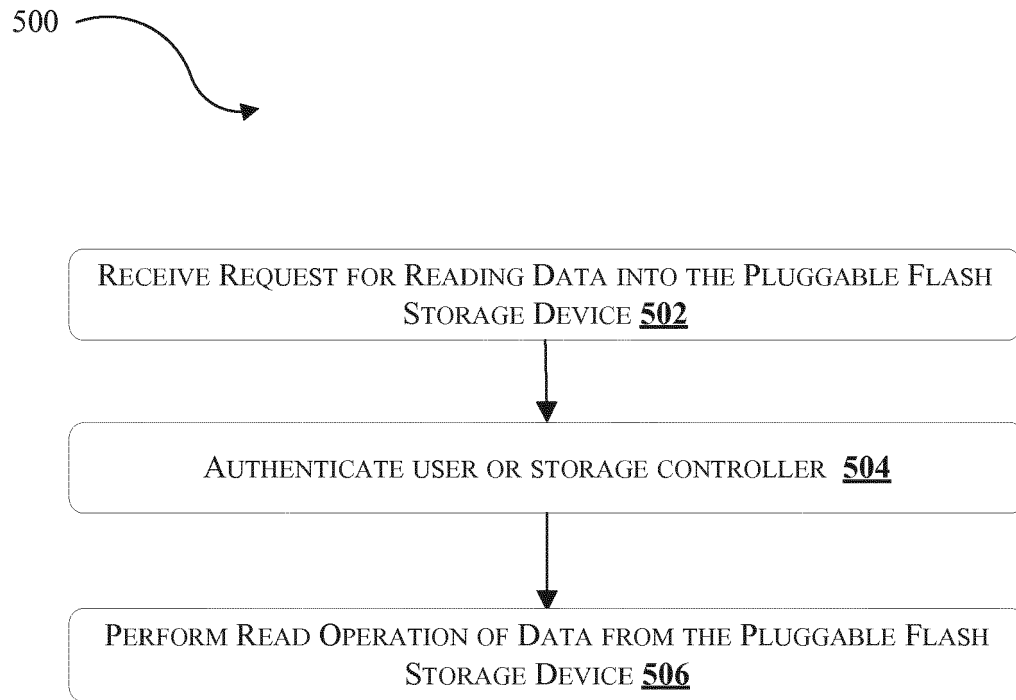 500
RECEIVE REQUEST FOR READING DATA INTO THE PLUGGABLE FLASH
STORAGE DEVICE 502
AUTHENTICATE USER OR STORAGE CONTROLLER 504
PERFORM READ OPERATION OF DATA FROM THE PLUGGABLE FLASH
STORAGE DEVICE 506